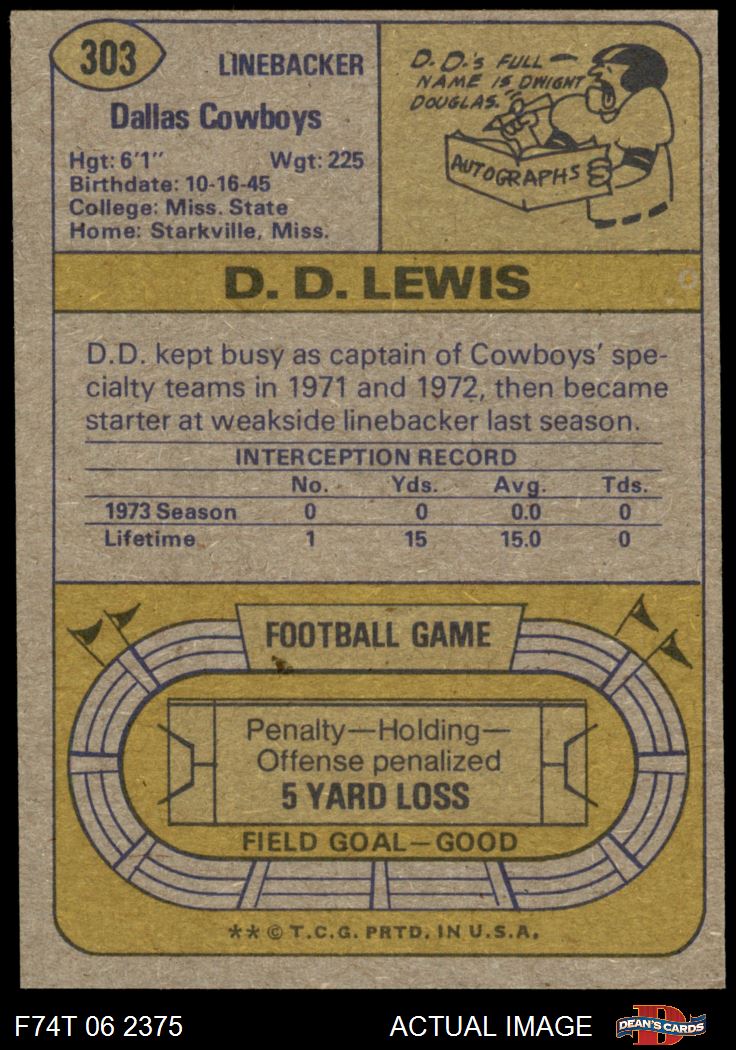 303
LINEBACKER
Dallas Cowboys
Hgt: 6'1" Wgt: 225
Birthdate: 10-16-45
College: Miss. State
Home: Starkville, Miss.
D.D.'s FULL
NAME IS DWIGHT
DOUGLAS.
AUTOGRAPHS
D. D. LEWIS
D.D. kept busy as captain of Cowboys' spe-
cialty teams in 1971 and 1972, then became
starter at weakside linebacker last season.
INTERCEPTION RECORD
No. Yds. Avg. Tds.
1973 Season 0 0 0.0 0
Lifetime 1 15 15.0 0
FOOTBALL GAME
Penalty—Holding—
Offense penalized
5 YARD LOSS
FIELD GOAL—GOOD
** © T.C.G. PRTD. IN U.S.A.
F74T 06 2375 ACTUAL IMAGE
D
DEAN'S CARDS